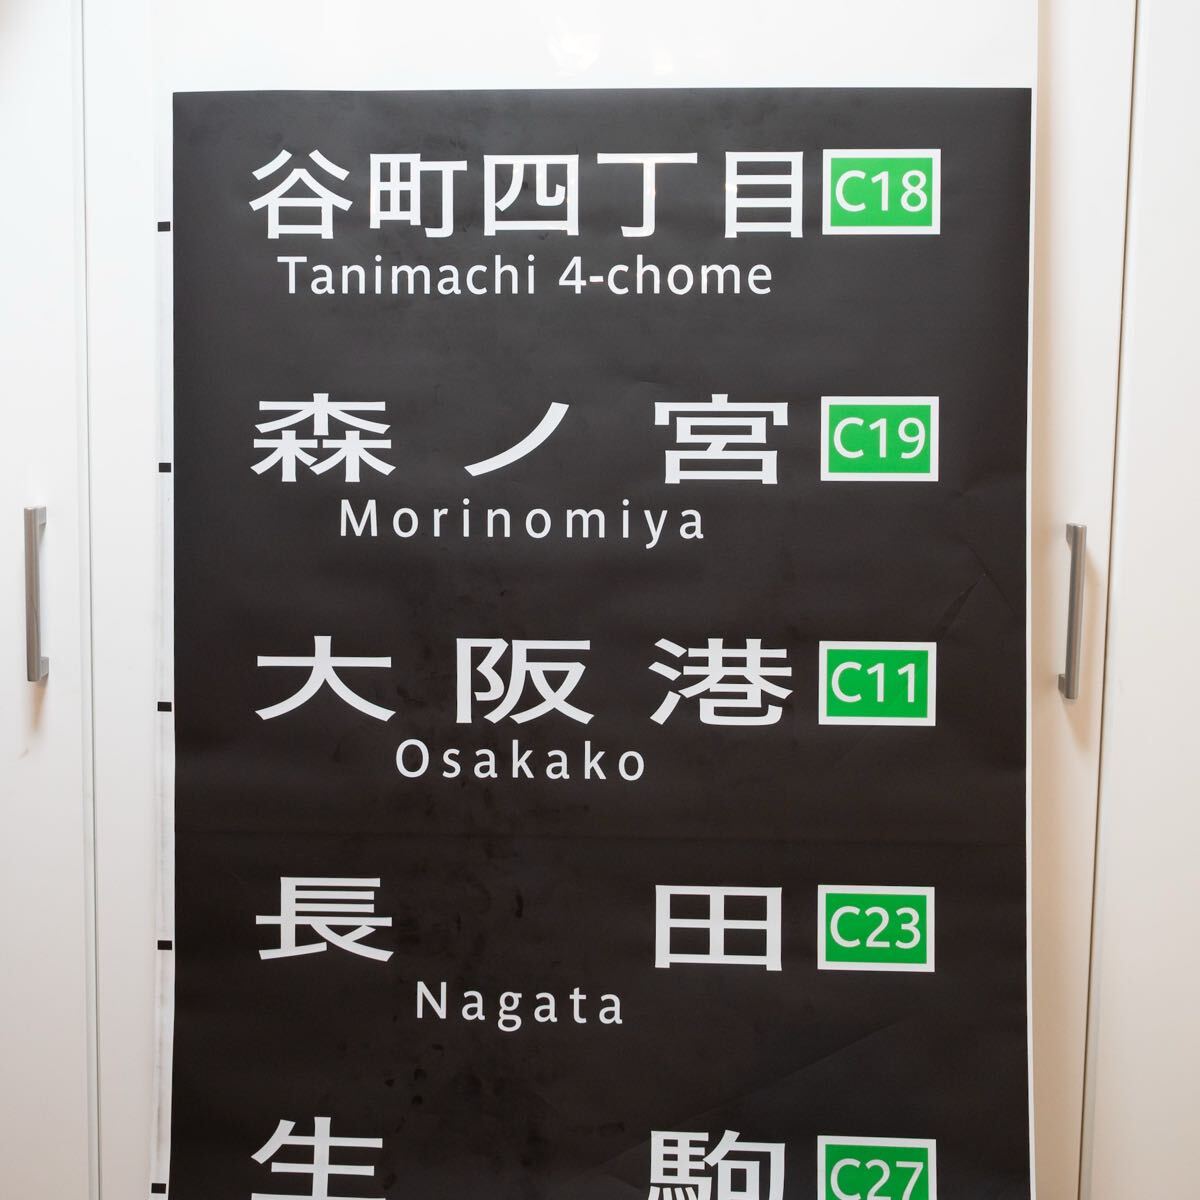 谷町四丁目 C18
Tanimachi 4-chome
森ノ宮 C19
Morinomiya
大阪港 C11
Osakako
長田 C23
Nagata
生駒 C27